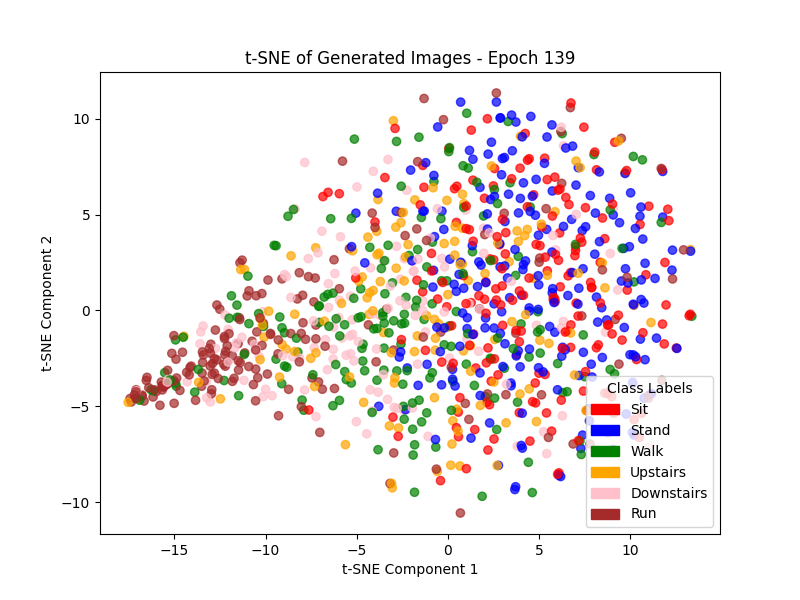 t-SNE of Generated Images - Epoch 139
10
5
0
−5
−10
t-SNE Component 2
Class Labels
Sit
Stand
Walk
Upstairs
Downstairs
Run
−15 −10 −5 0 5 10
t-SNE Component 1